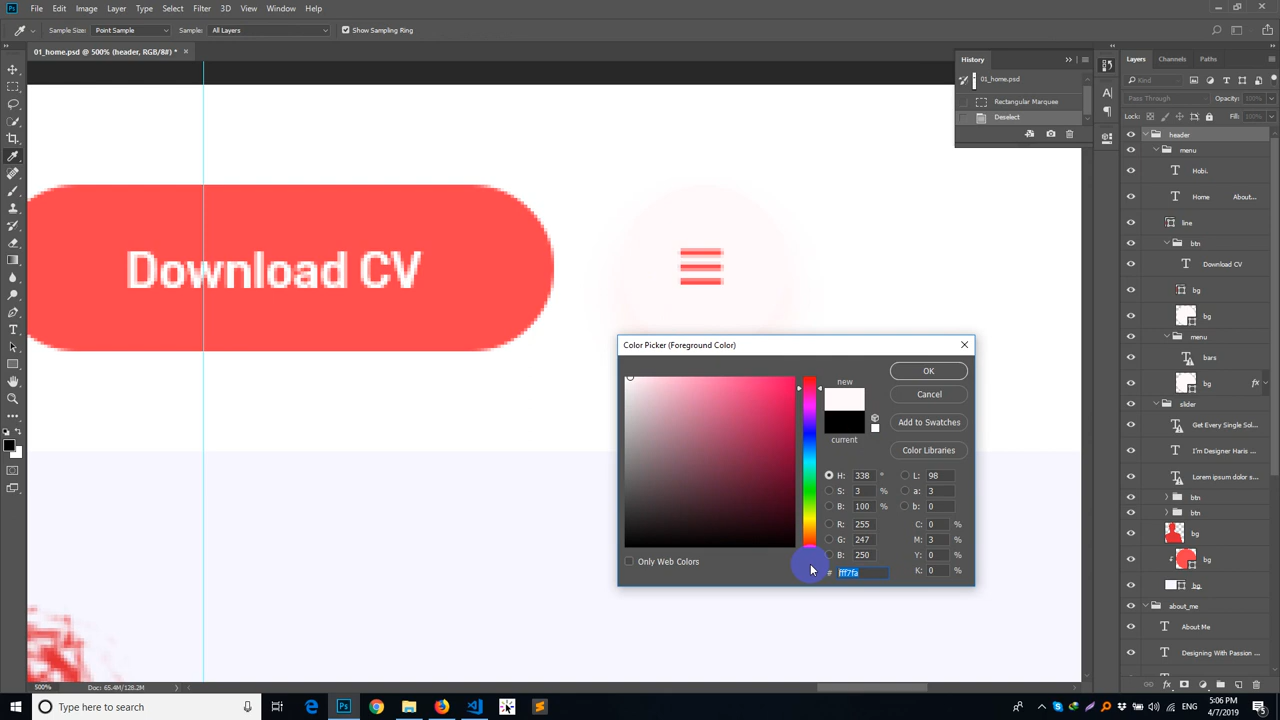 Ps File Edit Image Layer Type Select Filter 3D View Window Help
Sample Size: Point Sample Sample: All Layers Show Sampling Ring
01_home.psd @ 500% (header, RGB/8#) * ×
History
01_home.psd
Rectangular Marquee
Deselect
Layers Channels Paths
Kind
Pass Through Opacity: 100%
Lock: Fill: 100%
header
menu
T Hobi.
T Home About...
line
btn
T Download CV
bg
bg
menu
T bars
bg fx
slider
T Get Every Single Sol...
T I'm Designer Haris ...
T Lorem ipsum dolor s...
btn
btn
bg
bg
bg
about_me
T About Me
T Designing With Passion ...
Download CV
Color Picker (Foreground Color)
new
current
OK
Cancel
Add to Swatches
Color Libraries
H: 338 ° L: 98
S: 3 % a: 3
B: 100 % b: 0
R: 255 C: 0 %
G: 247 M: 3 %
B: 250 Y: 0 %
# fff7fa K: 0 %
Only Web Colors
500% Doc: 65.4M/128.2M
Type here to search
5:06 PM
4/7/2019